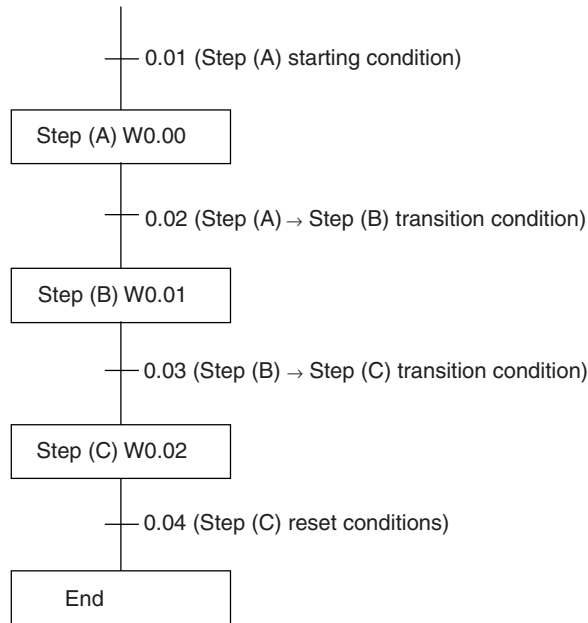 0.01 (Step (A) starting condition)
Step (A) W0.00
0.02 (Step (A) → Step (B) transition condition)
Step (B) W0.01
0.03 (Step (B) → Step (C) transition condition)
Step (C) W0.02
0.04 (Step (C) reset conditions)
End